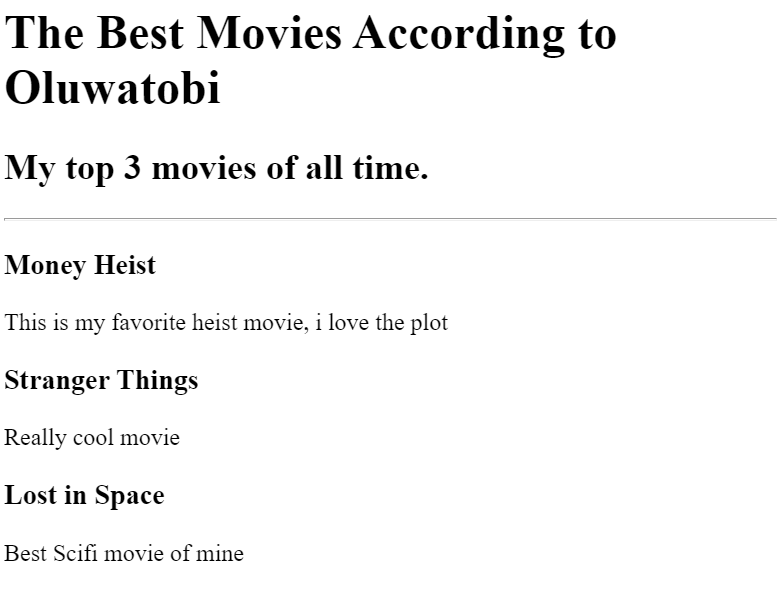 The Best Movies According to
Oluwatobi
My top 3 movies of all time.
Money Heist
This is my favorite heist movie, i love the plot
Stranger Things
Really cool movie
Lost in Space
Best Scifi movie of mine